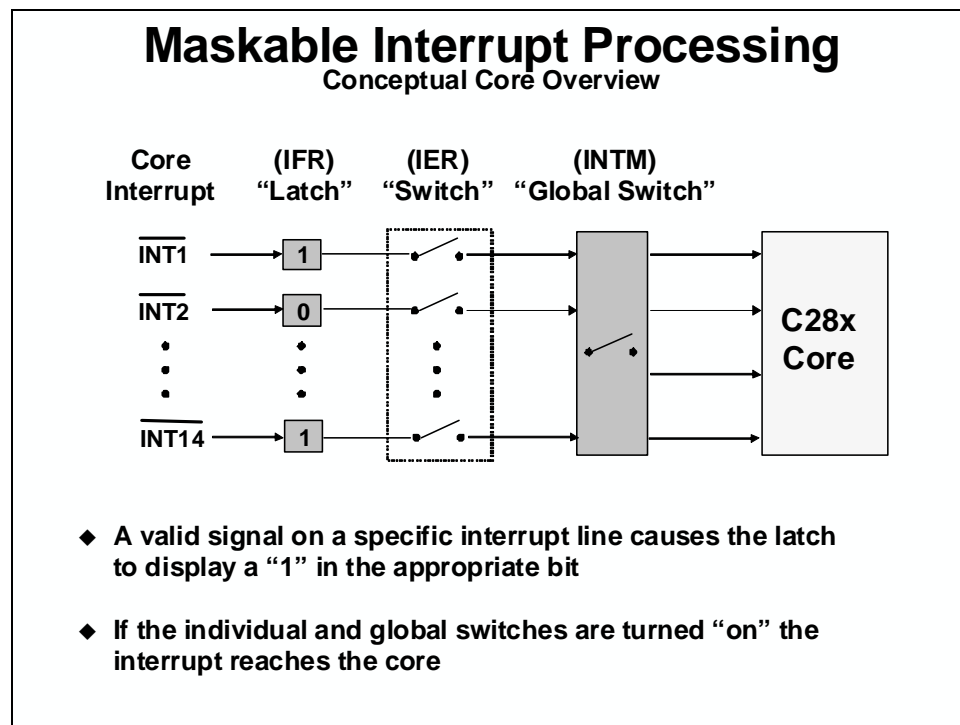 Maskable Interrupt Processing
Conceptual Core Overview
Core Interrupt
(IFR) “Latch”
(IER) “Switch”
(INTM) “Global Switch”
INT1
1
INT2
0
INT14
1
C28x
Core
◆ A valid signal on a specific interrupt line causes the latch
to display a “1” in the appropriate bit
◆ If the individual and global switches are turned “on” the
interrupt reaches the core